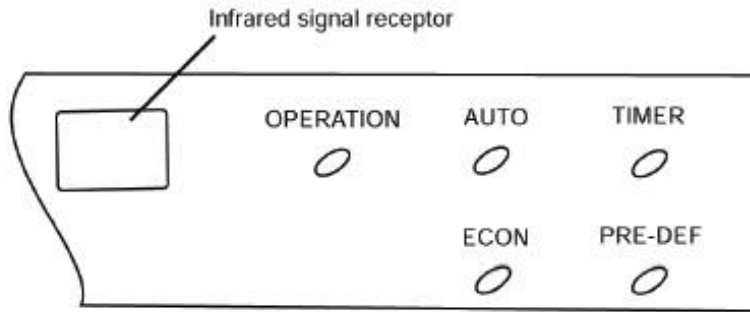 Infrared signal receptor
OPERATION AUTO TIMER
ECON PRE-DEF